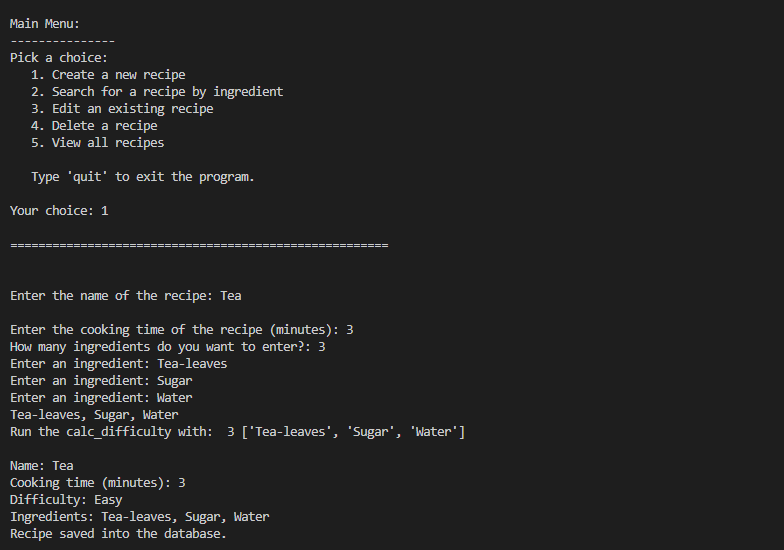 Main Menu:
---------------
Pick a choice:
1. Create a new recipe
2. Search for a recipe by ingredient
3. Edit an existing recipe
4. Delete a recipe
5. View all recipes
Type 'quit' to exit the program.
Your choice: 1
======================================================
Enter the name of the recipe: Tea
Enter the cooking time of the recipe (minutes): 3
How many ingredients do you want to enter?: 3
Enter an ingredient: Tea-leaves
Enter an ingredient: Sugar
Enter an ingredient: Water
Tea-leaves, Sugar, Water
Run the calc_difficulty with:  3 ['Tea-leaves', 'Sugar', 'Water']
Name: Tea
Cooking time (minutes): 3
Difficulty: Easy
Ingredients: Tea-leaves, Sugar, Water
Recipe saved into the database.